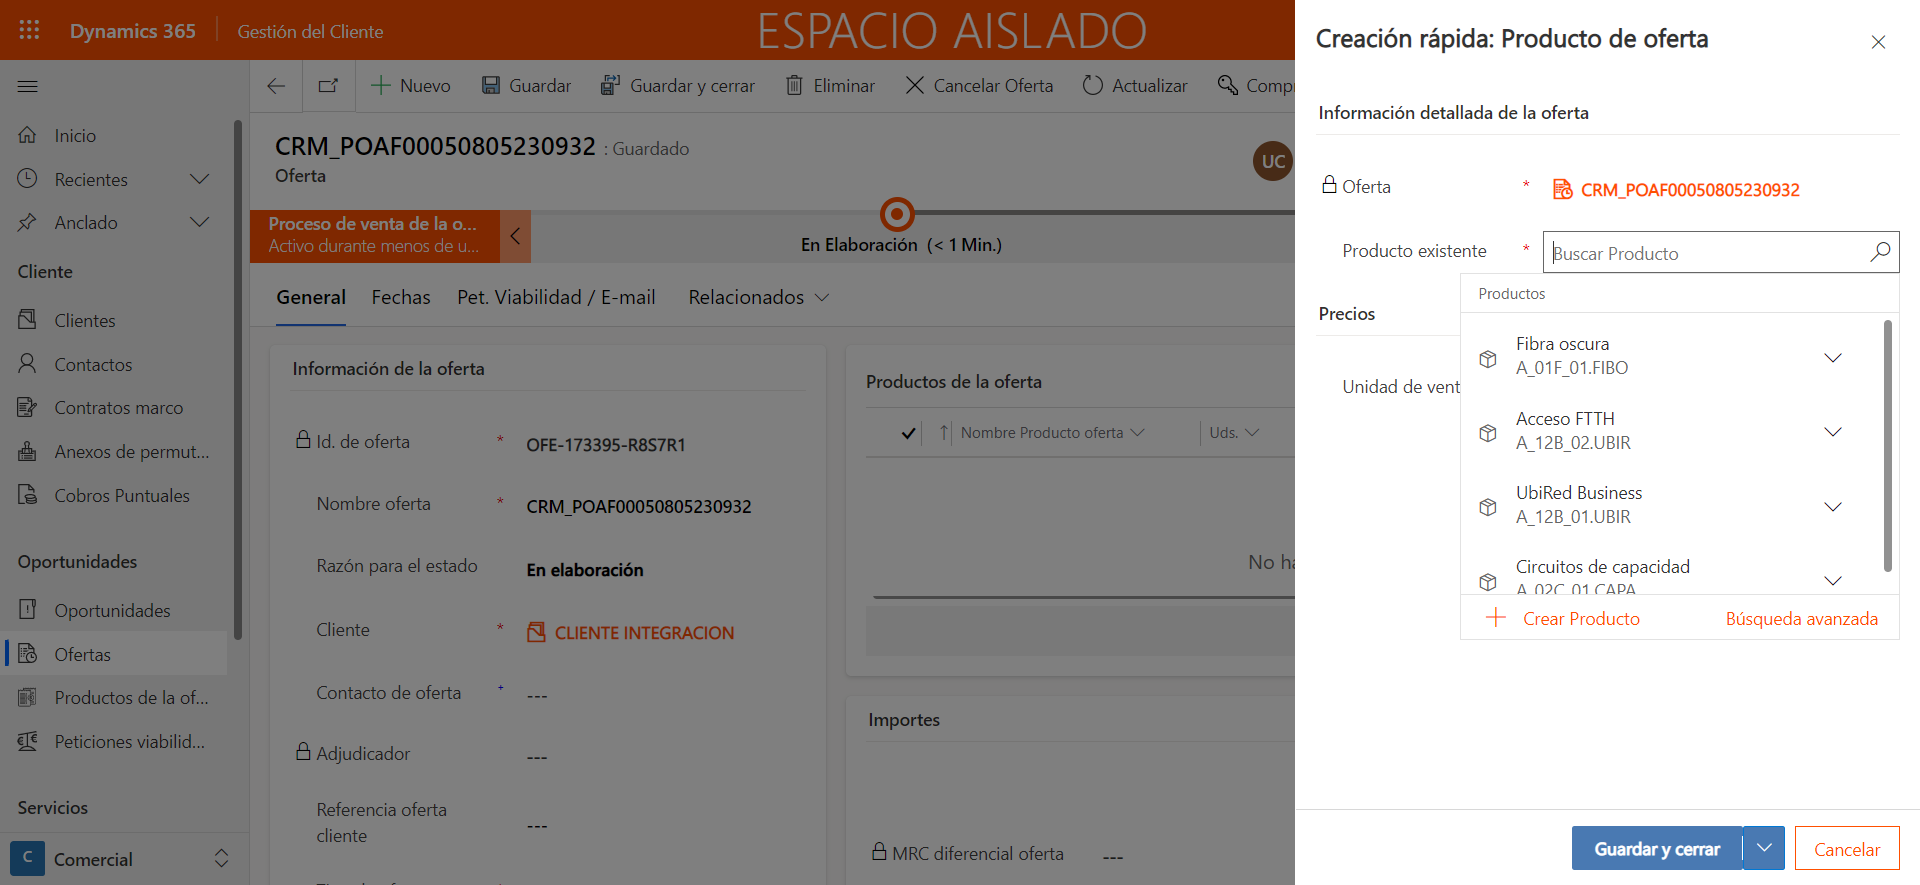 Dynamics 365
Gestión del Cliente
ESPACIO AISLADO
Nuevo
Guardar
Guardar y cerrar
Eliminar
Cancelar Oferta
Actualizar
Comp
Inicio
Recientes
Anclado
Cliente
Clientes
Contactos
Contratos marco
Anexos de permut...
Cobros Puntuales
Oportunidades
Oportunidades
Ofertas
Productos de la of...
Peticiones viabilid...
Servicios
C
Comercial
CRM_POAF00050805230932 : Guardado
Oferta
UC
Proceso de venta de la o...
Activo durante menos de u...
En Elaboración (< 1 Min.)
General
Fechas
Pet. Viabilidad / E-mail
Relacionados
Información de la oferta
Id. de oferta * OFE-173395-R8S7R1
Nombre oferta * CRM_POAF00050805230932
Razón para el estado En elaboración
Cliente * CLIENTE INTEGRACION
Contacto de oferta + ---
Adjudicador ---
Referencia oferta
cliente ---
Productos de la oferta
Nombre Producto oferta
Uds.
No ha
Importes
MRC diferencial oferta ---
Creación rápida: Producto de oferta
Información detallada de la oferta
Oferta * CRM_POAF00050805230932
Producto existente * Buscar Producto
Precios
Unidad de vent
Productos
Fibra oscura
A_01F_01.FIBO
Acceso FTTH
A_12B_02.UBIR
UbiRed Business
A_12B_01.UBIR
Circuitos de capacidad
A_02C_01.CAPA
Crear Producto
Búsqueda avanzada
Guardar y cerrar
Cancelar